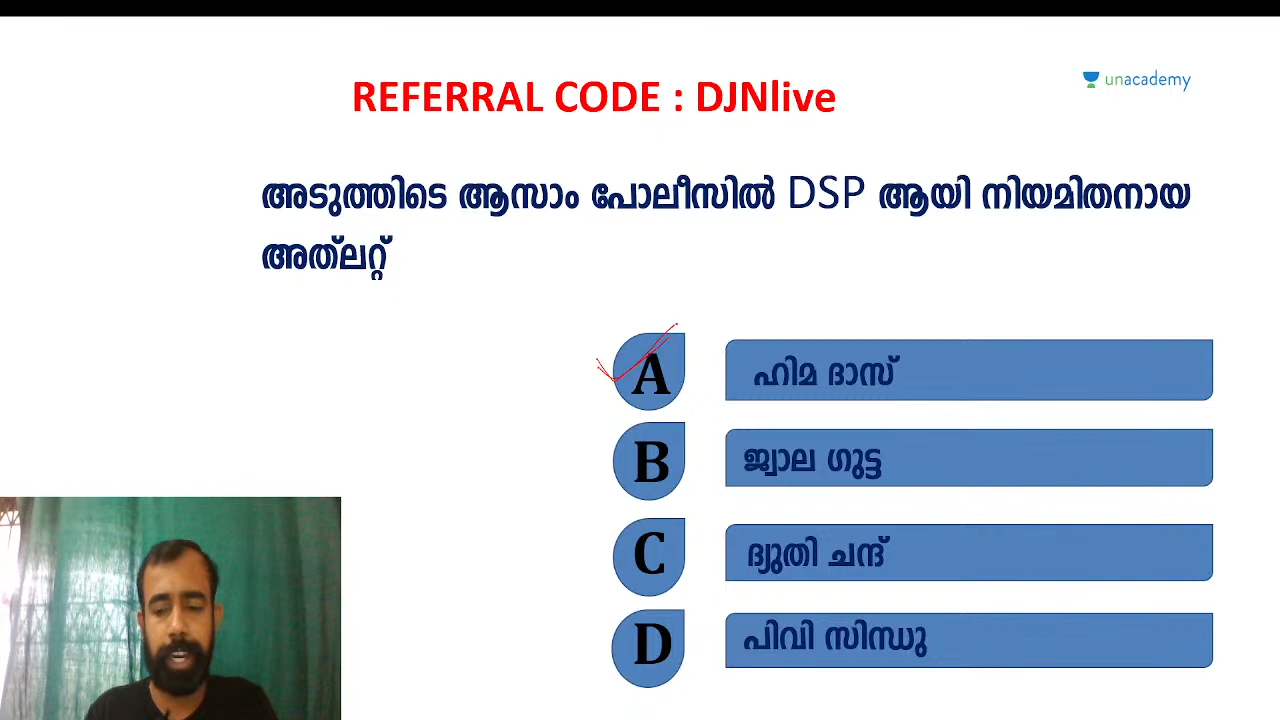 unacademy
REFERRAL CODE : DJNlive
അടുത്തിടെ ആസാം പോലീസിൽ DSP ആയി നിയമിതനായ
അത്ലറ്റ്
A ഹിമ ദാസ്
B ജ്വാല ഗുട്ട
C ദ്യുതി ചന്ദ്
D പിവി സിന്ധു